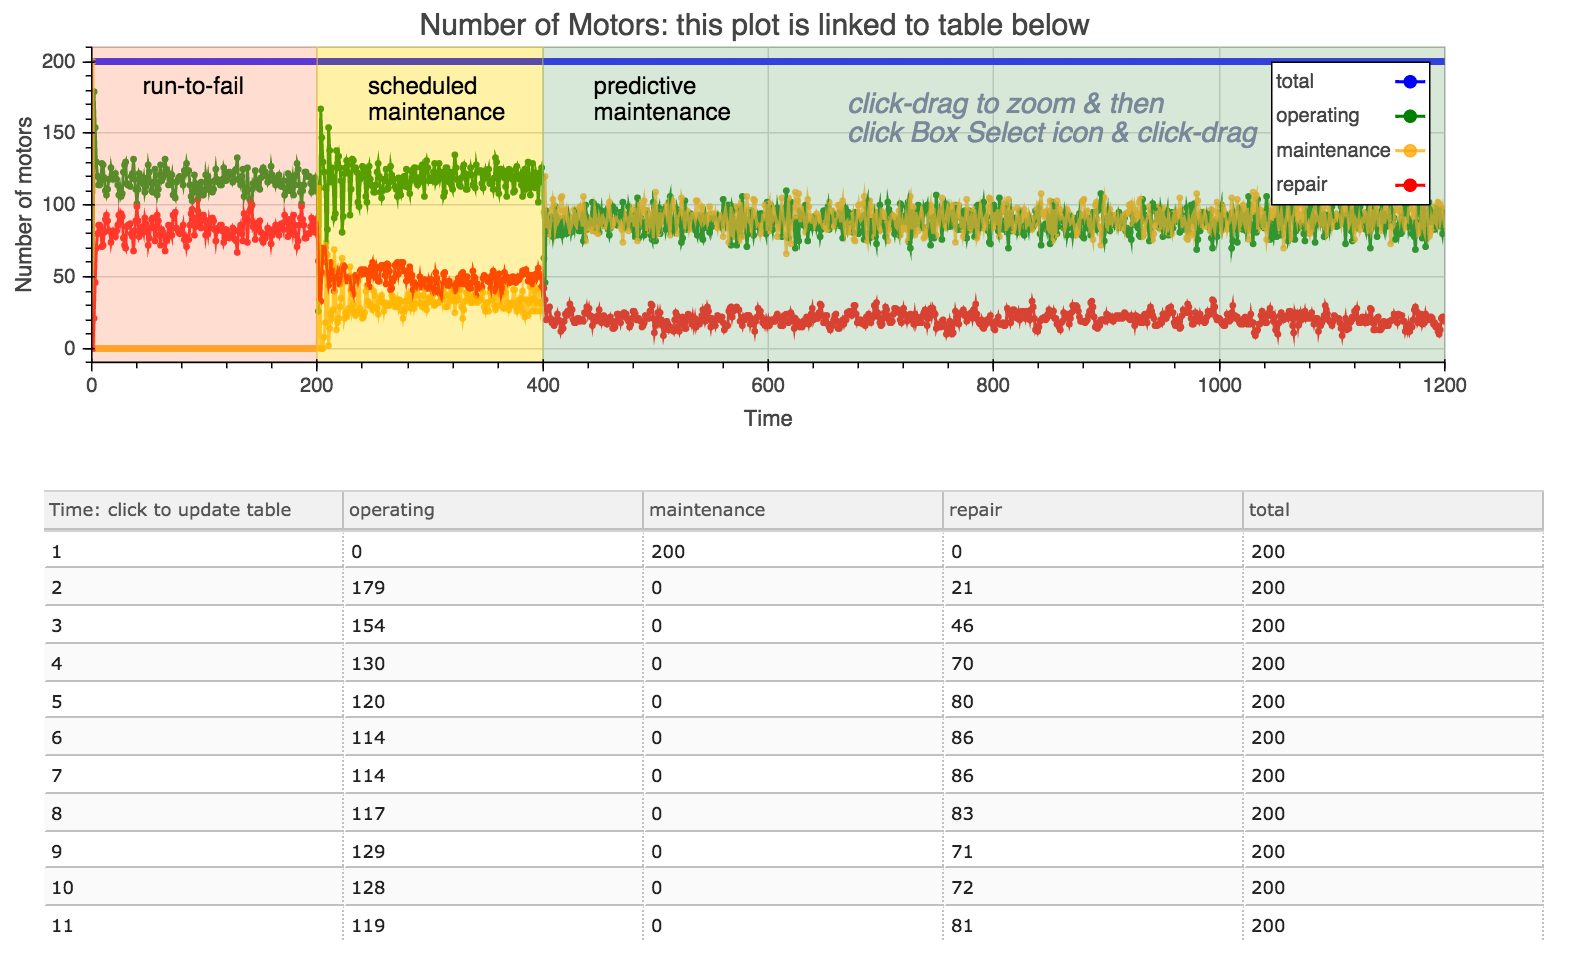 Number of Motors: this plot is linked to table below
Number of motors
200
150
100
50
0
run-to-fail
scheduled
maintenance
predictive
maintenance
click-drag to zoom & then
click Box Select icon & click-drag
total
operating
maintenance
repair
0 200 400 600 800 1000 1200
Time
Time: click to update table operating maintenance repair total
1 0 200 0 200
2 179 0 21 200
3 154 0 46 200
4 130 0 70 200
5 120 0 80 200
6 114 0 86 200
7 114 0 86 200
8 117 0 83 200
9 129 0 71 200
10 128 0 72 200
11 119 0 81 200